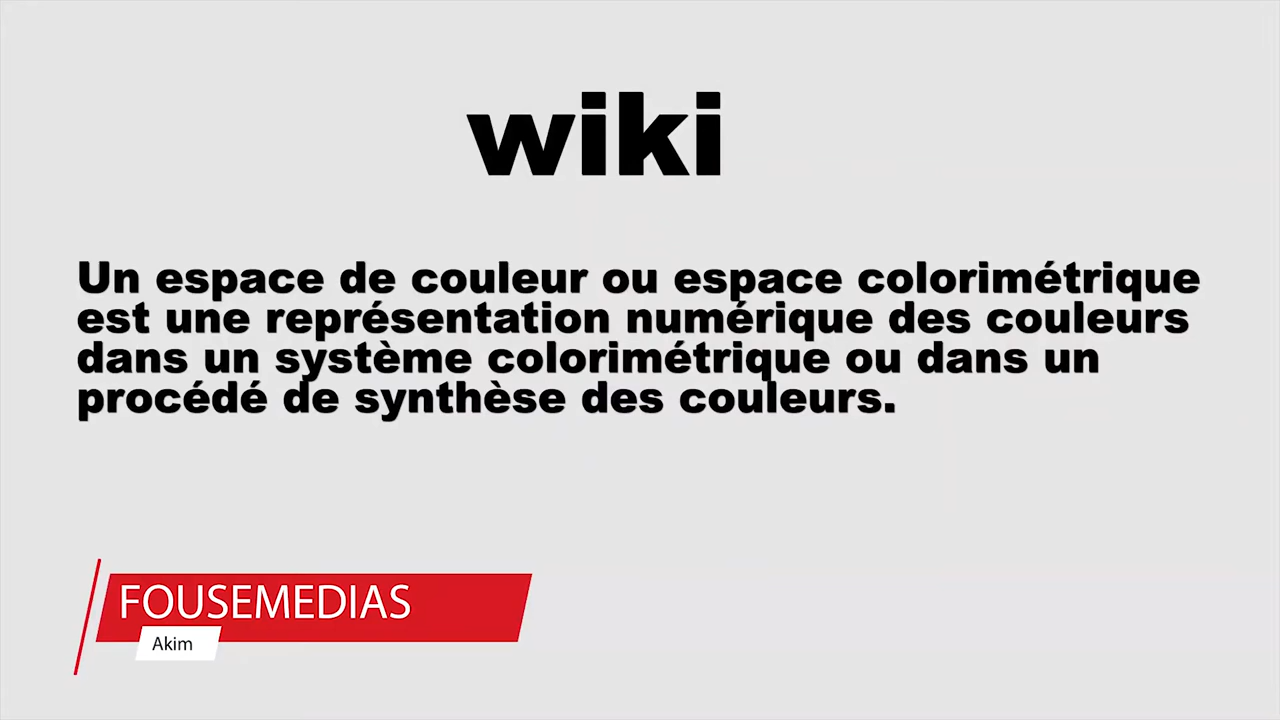 wiki
Un espace de couleur ou espace colorimétrique
est une représentation numérique des couleurs
dans un système colorimétrique ou dans un
procédé de synthèse des couleurs.
FOUSEMEDIAS
Akim